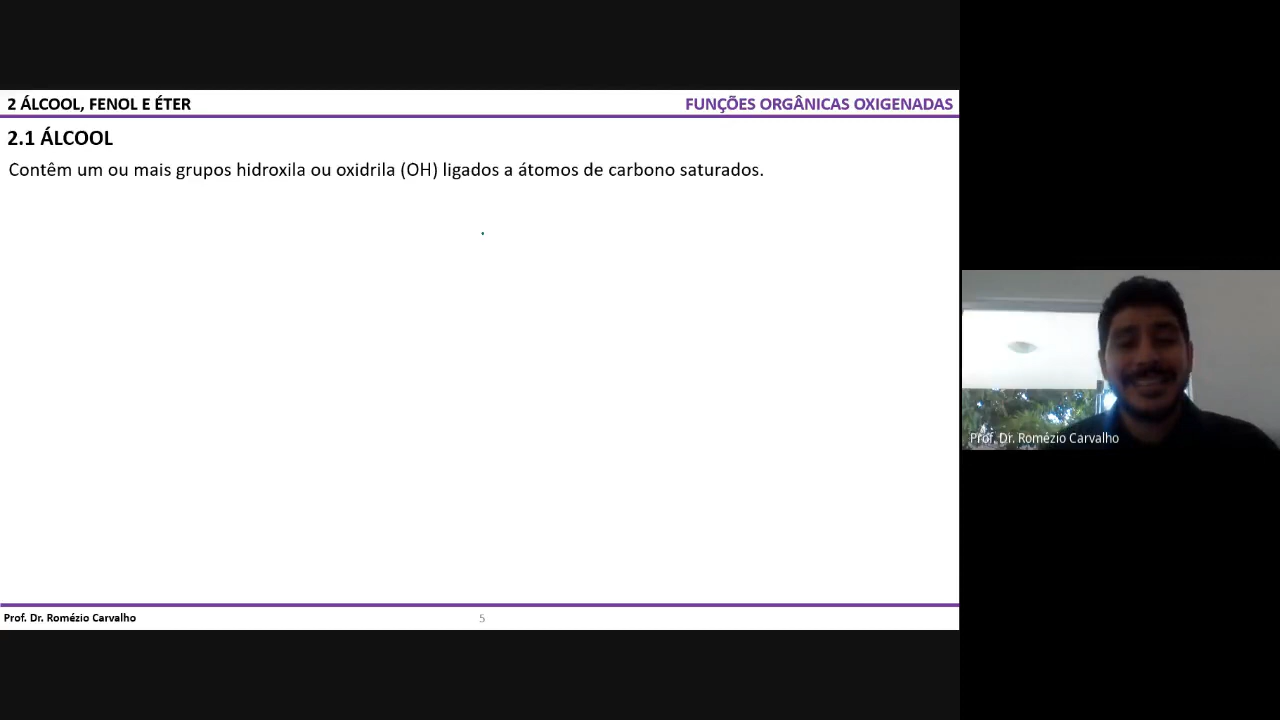 2 ÁLCOOL, FENOL E ÉTER
FUNÇÕES ORGÂNICAS OXIGENADAS
2.1 ÁLCOOL
Contêm um ou mais grupos hidroxila ou oxidrila (OH) ligados a átomos de carbono saturados.
Prof. Dr. Romézio Carvalho
Prof. Dr. Romézio Carvalho
5